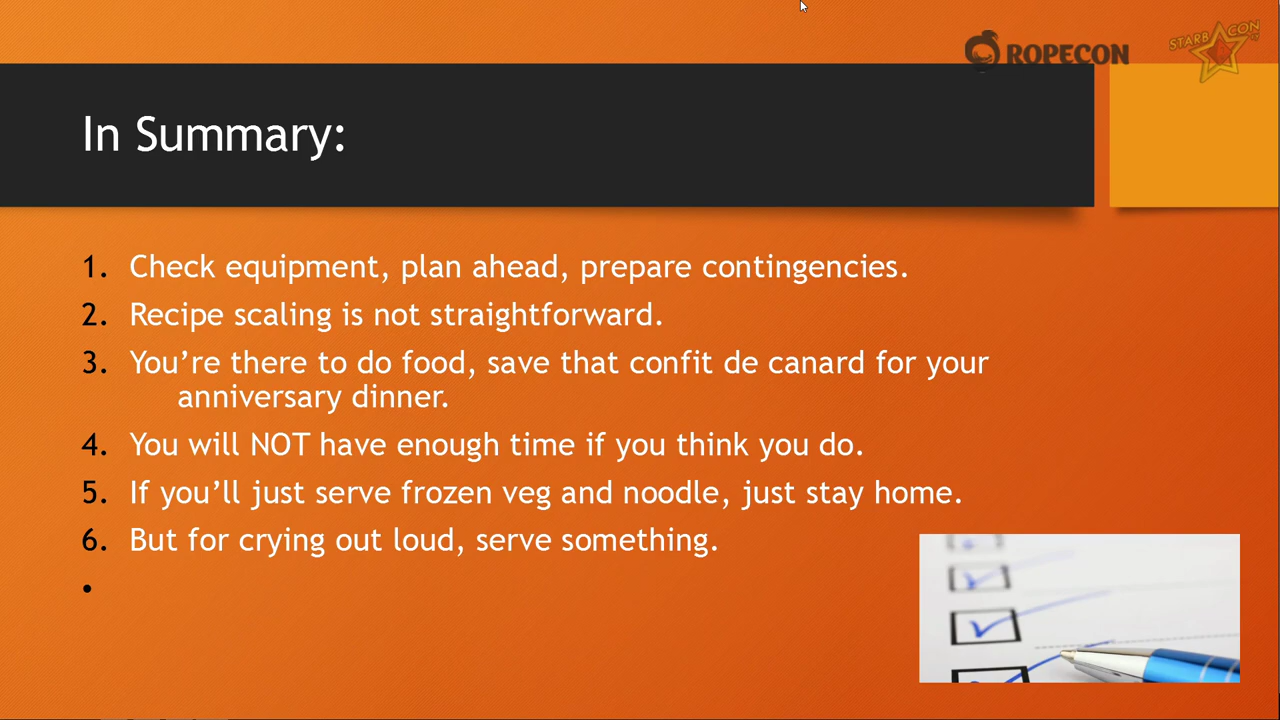 ROPECON
STARBACON
In Summary:
1. Check equipment, plan ahead, prepare contingencies.
2. Recipe scaling is not straightforward.
3. You’re there to do food, save that confit de canard for your
anniversary dinner.
4. You will NOT have enough time if you think you do.
5. If you’ll just serve frozen veg and noodle, just stay home.
6. But for crying out loud, serve something.
•